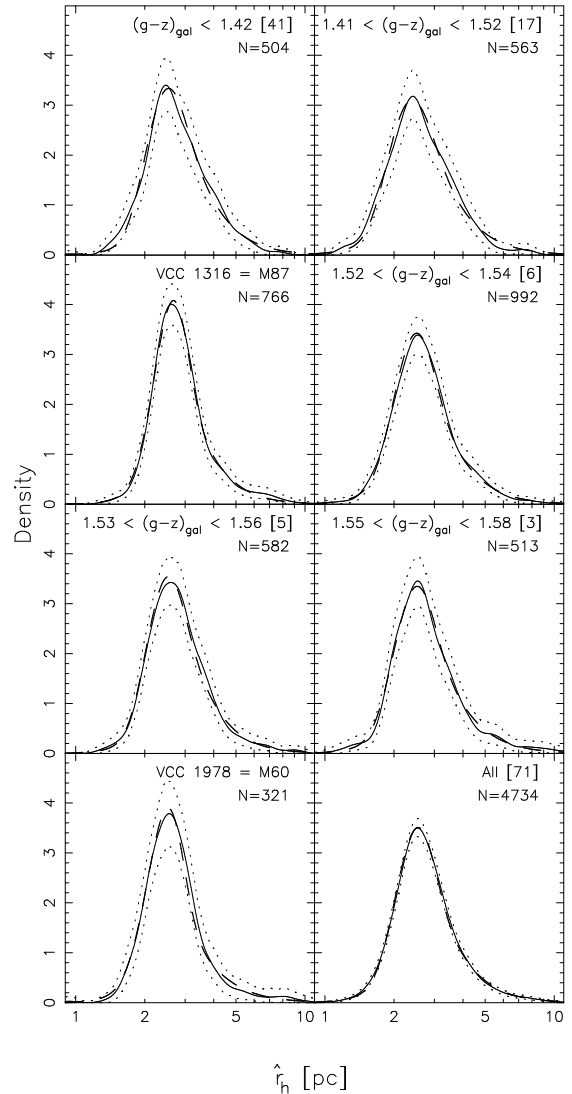 (g-z)gal < 1.42 [41]
N=504
1.41 < (g-z)gal < 1.52 [17]
N=563
0 1 2 3 4
VCC 1316 = M87
N=766
1.52 < (g-z)gal < 1.54 [6]
N=992
0 1 2 3 4
1.53 < (g-z)gal < 1.56 [5]
N=582
1.55 < (g-z)gal < 1.58 [3]
N=513
0 1 2 3 4
VCC 1978 = M60
N=321
All [71]
N=4734
0 1 2 3 4
Density
1 2 5 10 1 2 5 10
r̂h [pc]